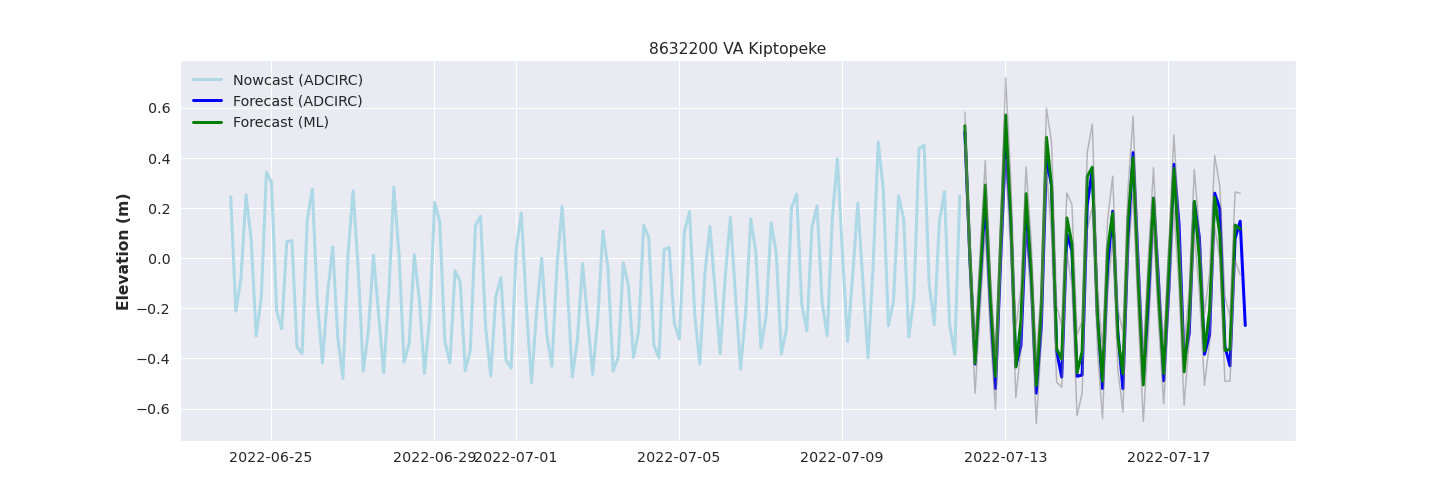 8632200 VA Kiptopeke
Nowcast (ADCIRC)
Forecast (ADCIRC)
Forecast (ML)
Elevation (m)
0.6
0.4
0.2
0.0
−0.2
−0.4
−0.6
2022-06-25
2022-06-29
2022-07-01
2022-07-05
2022-07-09
2022-07-13
2022-07-17